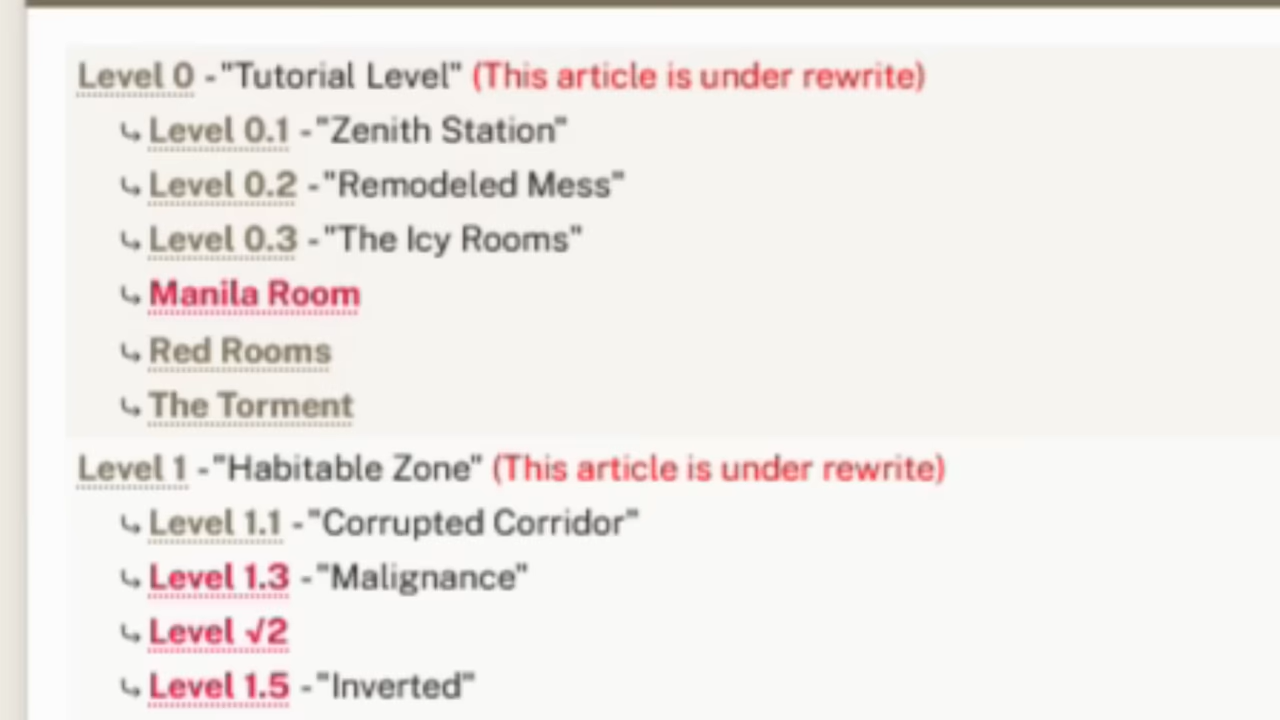 Level 0 - "Tutorial Level" (This article is under rewrite)
↳ Level 0.1 - "Zenith Station"
↳ Level 0.2 - "Remodeled Mess"
↳ Level 0.3 - "The Icy Rooms"
↳ Manila Room
↳ Red Rooms
↳ The Torment
Level 1 - "Habitable Zone" (This article is under rewrite)
↳ Level 1.1 - "Corrupted Corridor"
↳ Level 1.3 - "Malignance"
↳ Level √2
↳ Level 1.5 - "Inverted"